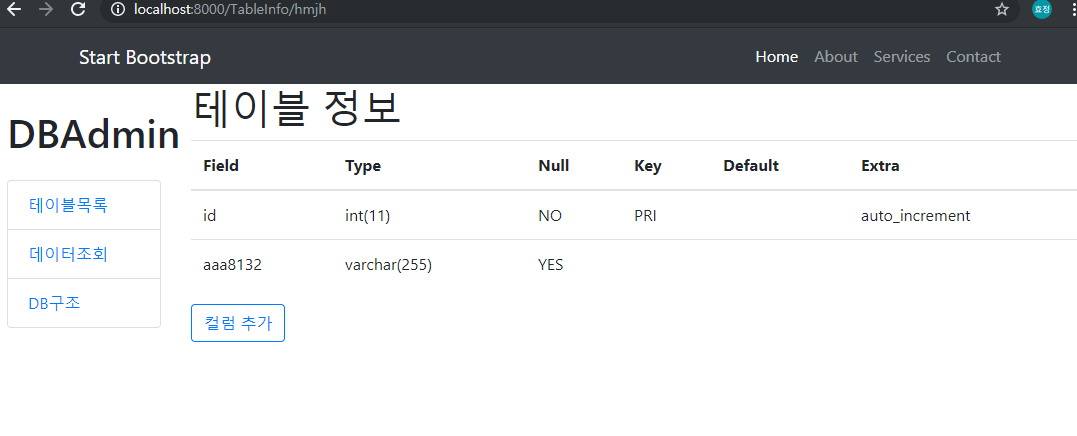 localhost:8000/TableInfo/hmjh
효정
Start Bootstrap
Home About Services Contact
DBAdmin
테이블목록
데이터조회
DB구조
테이블 정보
Field Type Null Key Default Extra
id int(11) NO PRI auto_increment
aaa8132 varchar(255) YES
컬럼 추가